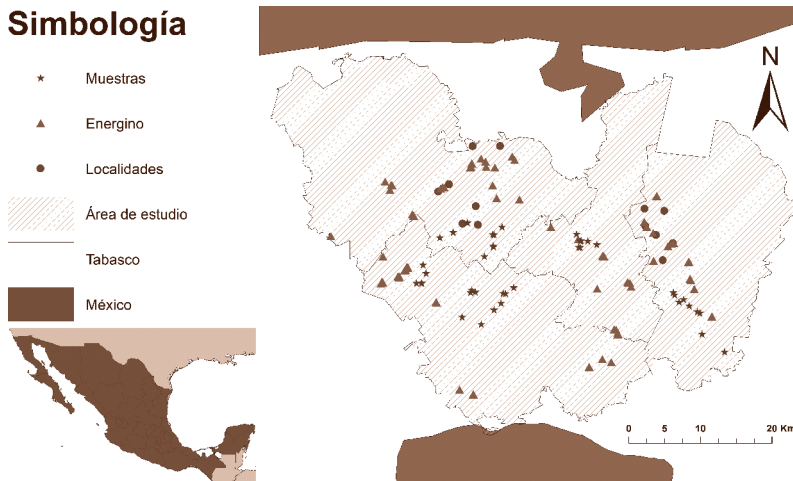 Simbología
Muestras
Energino
Localidades
Área de estudio
Tabasco
México
N
0 5 10 20 Km